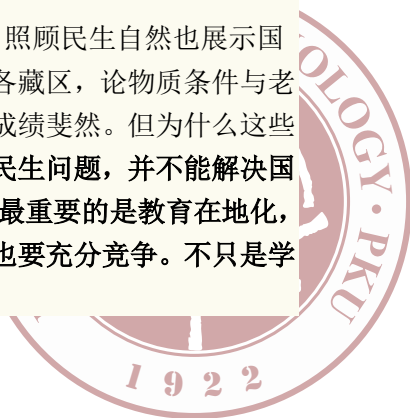 照顾民生自然也展示国
各藏区，论物质条件与老
成绩斐然。但为什么这些
民生问题，并不能解决国
最重要的是教育在地化，
也要充分竞争。不只是学
OLOGY · PKU
1922